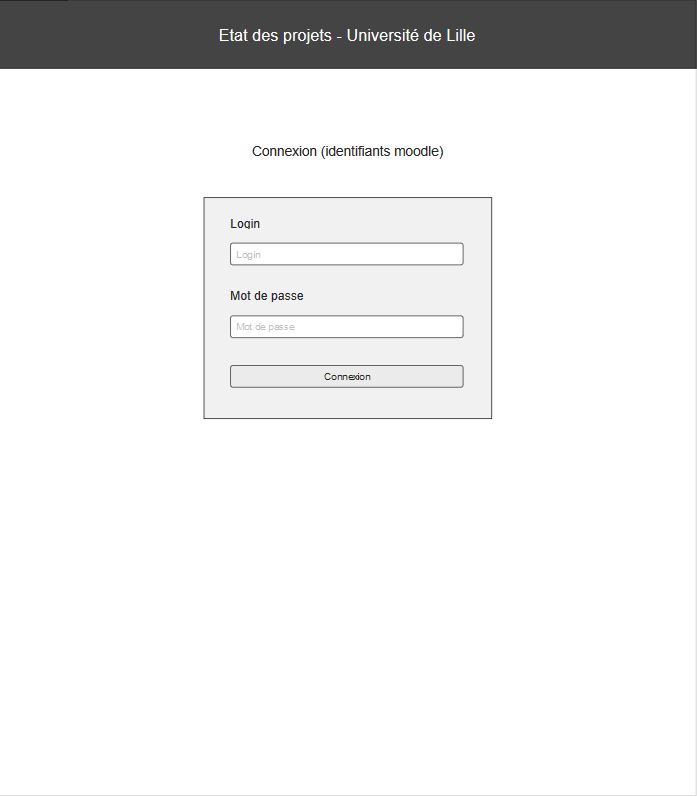 Etat des projets - Université de Lille
Connexion (identifiants moodle)
Login
Login
Mot de passe
Mot de passe
Connexion